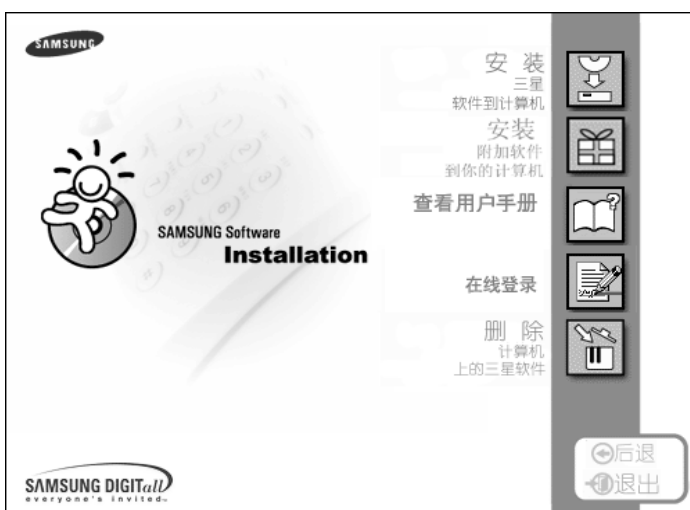 SAMSUNG
安 装
三星
软件到计算机
安装
附加软件
到你的计算机
查看用户手册
SAMSUNG Software
Installation
在线登录
删 除
计算机
上的三星软件
后退
退出
SAMSUNG DIGITall
everyone's invited™